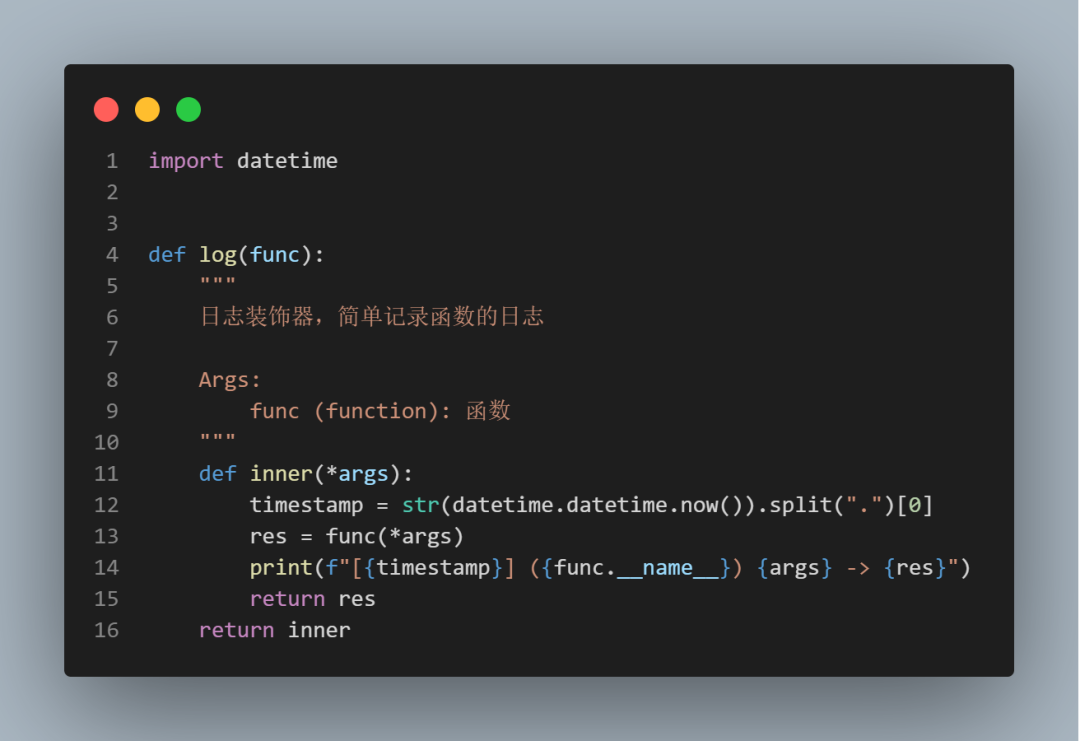 1 import datetime
2
3
4 def log(func):
5     """
6     日志装饰器，简单记录函数的日志
7
8     Args:
9         func (function): 函数
10     """
11     def inner(*args):
12         timestamp = str(datetime.datetime.now()).split(".")[0]
13         res = func(*args)
14         print(f"[{timestamp}] ({func.__name__}) {args} -> {res}")
15         return res
16     return inner